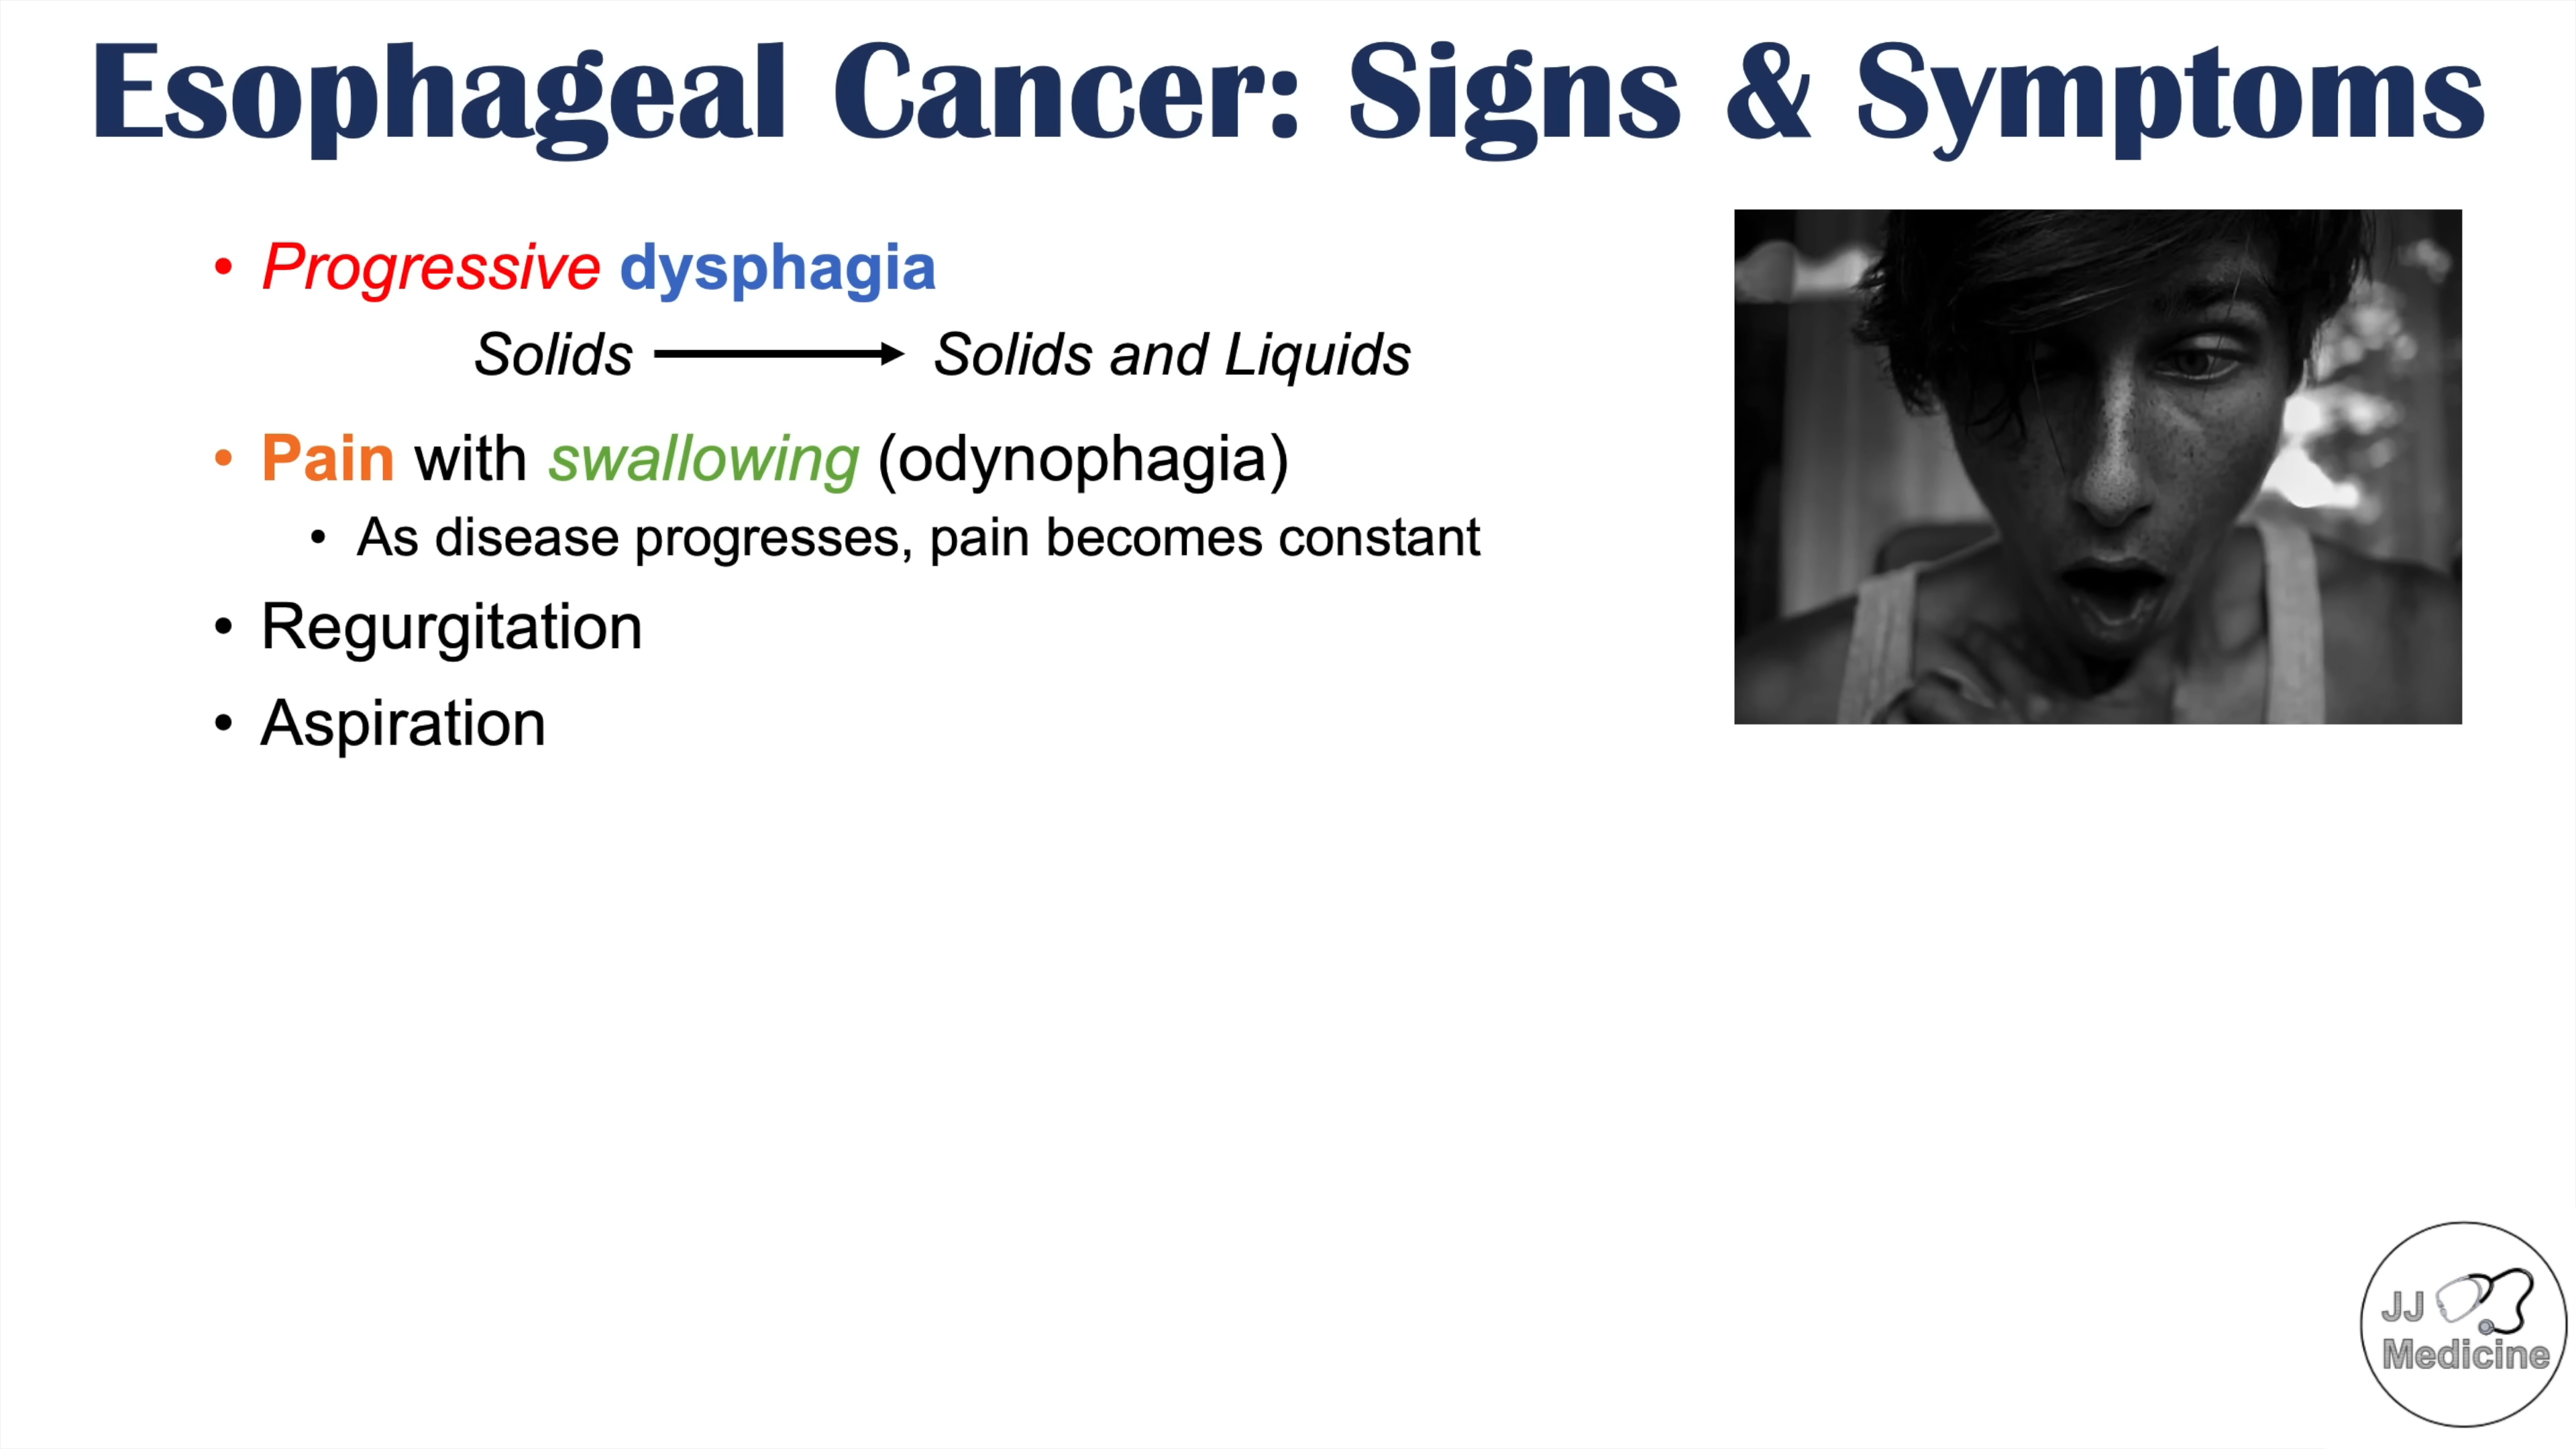 Esophageal Cancer: Signs & Symptoms
• Progressive dysphagia
Solids → Solids and Liquids
• Pain with swallowing (odynophagia)
• As disease progresses, pain becomes constant
• Regurgitation
• Aspiration
JJ
Medicine